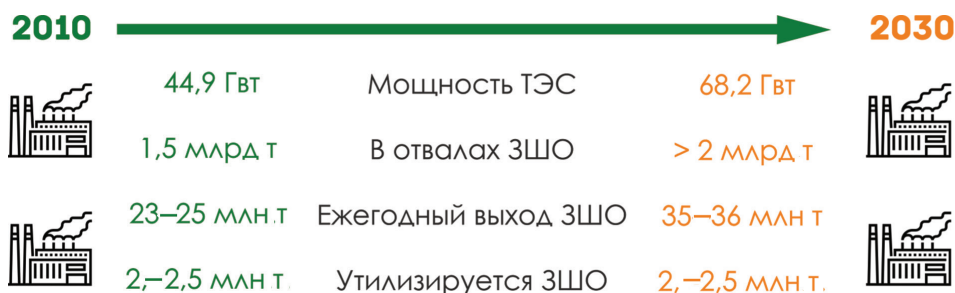 2010 2030
44,9 Гвт Мощность ТЭС 68,2 Гвт
1,5 млрд т В отвалах ЗШО > 2 млрд т
23–25 млн.т Ежегодный выход ЗШО 35–36 млн т
2,–2,5 млн т. Утилизируется ЗШО 2,–2,5 млн т.